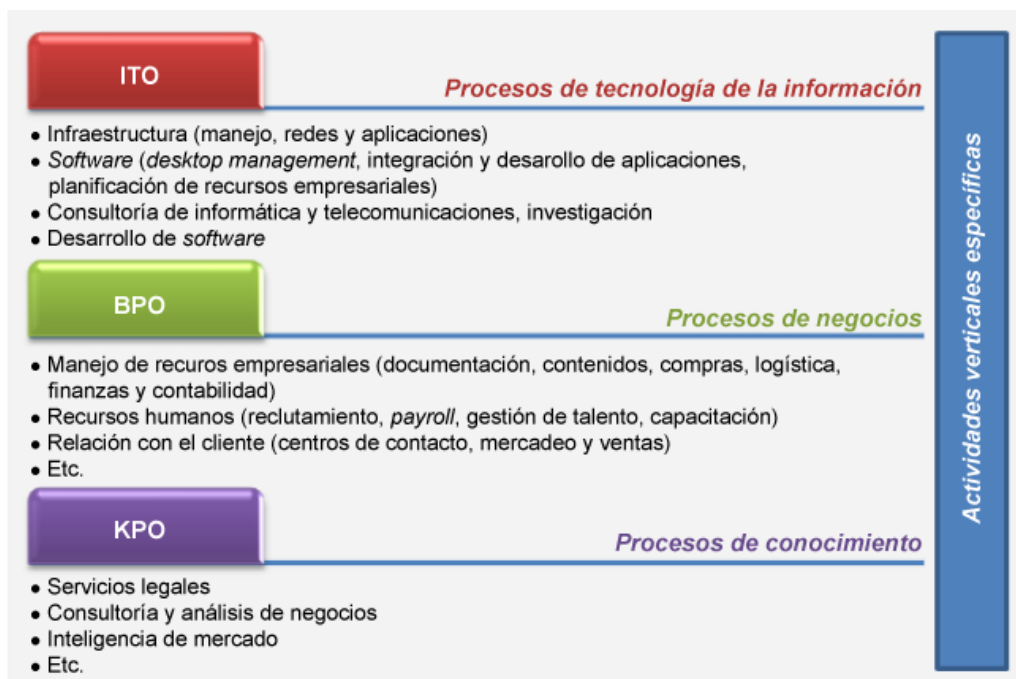 ITO
Procesos de tecnología de la información
• Infraestructura (manejo, redes y aplicaciones)
• Software (desktop management, integración y desarollo de aplicaciones,
planificación de recursos empresariales)
• Consultoría de informática y telecomunicaciones, investigación
• Desarrollo de software
BPO
Procesos de negocios
• Manejo de recuros empresariales (documentación, contenidos, compras, logística,
finanzas y contabilidad)
• Recursos humanos (reclutamiento, payroll, gestión de talento, capacitación)
• Relación con el cliente (centros de contacto, mercadeo y ventas)
• Etc.
KPO
Procesos de conocimiento
• Servicios legales
• Consultoría y análisis de negocios
• Inteligencia de mercado
• Etc.
Actividades verticales específicas